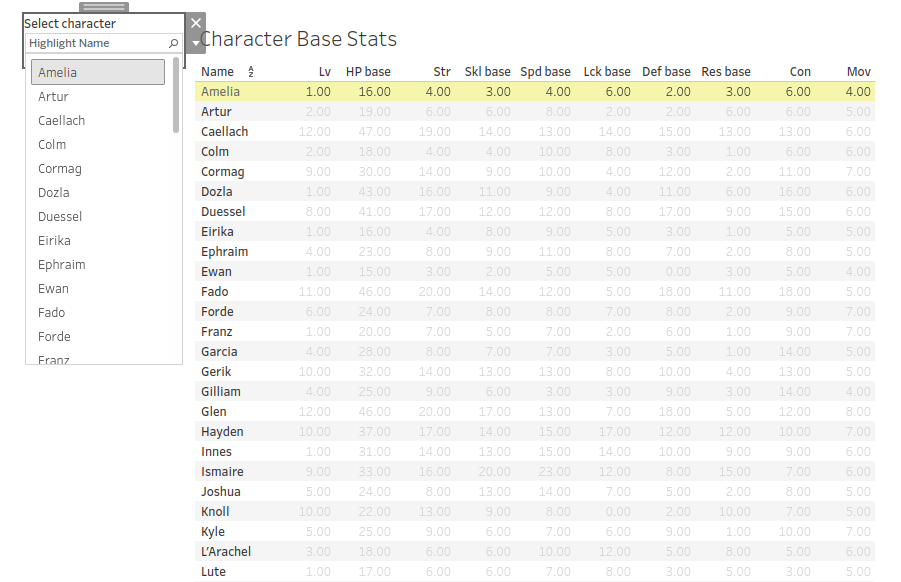 Select character
Highlight Name
Amelia
Artur
Caellach
Colm
Cormag
Dozla
Duessel
Eirika
Ephraim
Ewan
Fado
Forde
Franz
Character Base Stats
Name Lv HP base Str Skl base Spd base Lck base Def base Res base Con Mov
Amelia 1.00 16.00 4.00 3.00 4.00 6.00 2.00 3.00 6.00 4.00
Artur 2.00 19.00 6.00 6.00 8.00 2.00 2.00 6.00 6.00 5.00
Caellach 12.00 47.00 19.00 14.00 13.00 14.00 15.00 13.00 13.00 6.00
Colm 2.00 18.00 4.00 4.00 10.00 8.00 3.00 1.00 6.00 6.00
Cormag 9.00 30.00 14.00 9.00 10.00 4.00 12.00 2.00 11.00 7.00
Dozla 1.00 43.00 16.00 11.00 9.00 4.00 11.00 6.00 16.00 6.00
Duessel 8.00 41.00 17.00 12.00 12.00 8.00 17.00 9.00 15.00 6.00
Eirika 1.00 16.00 4.00 8.00 9.00 5.00 3.00 1.00 5.00 5.00
Ephraim 4.00 23.00 8.00 9.00 11.00 8.00 7.00 2.00 8.00 5.00
Ewan 1.00 15.00 3.00 2.00 5.00 5.00 0.00 3.00 5.00 4.00
Fado 11.00 46.00 20.00 14.00 12.00 5.00 18.00 11.00 18.00 5.00
Forde 6.00 24.00 7.00 8.00 8.00 7.00 8.00 2.00 9.00 7.00
Franz 1.00 20.00 7.00 5.00 7.00 2.00 6.00 1.00 9.00 7.00
Garcia 4.00 28.00 8.00 7.00 7.00 3.00 5.00 1.00 14.00 5.00
Gerik 10.00 32.00 14.00 13.00 13.00 8.00 10.00 4.00 13.00 5.00
Gilliam 4.00 25.00 9.00 6.00 3.00 3.00 9.00 3.00 14.00 4.00
Glen 12.00 46.00 20.00 17.00 13.00 7.00 18.00 5.00 12.00 8.00
Hayden 10.00 37.00 17.00 14.00 15.00 17.00 12.00 12.00 10.00 7.00
Innes 1.00 31.00 14.00 13.00 15.00 14.00 10.00 9.00 9.00 6.00
Ismaire 9.00 33.00 16.00 20.00 23.00 12.00 8.00 15.00 7.00 6.00
Joshua 5.00 24.00 8.00 13.00 14.00 7.00 5.00 2.00 8.00 5.00
Knoll 10.00 22.00 13.00 9.00 8.00 0.00 2.00 10.00 7.00 5.00
Kyle 5.00 25.00 9.00 6.00 7.00 6.00 9.00 1.00 10.00 7.00
L'Arachel 3.00 18.00 6.00 6.00 10.00 12.00 5.00 8.00 5.00 6.00
Lute 1.00 17.00 6.00 6.00 7.00 8.00 3.00 5.00 3.00 5.00